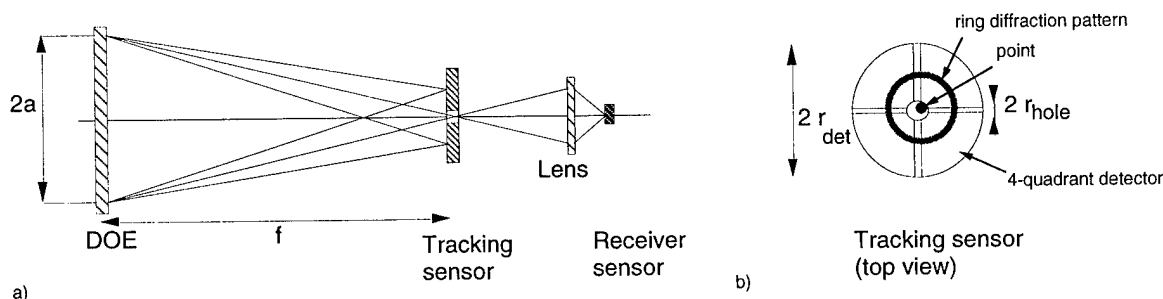 2a
DOE
f
Tracking
sensor
Lens
Receiver
sensor
a)
ring diffraction pattern
point
2 r det
2 r hole
4-quadrant detector
Tracking sensor
(top view)
b)